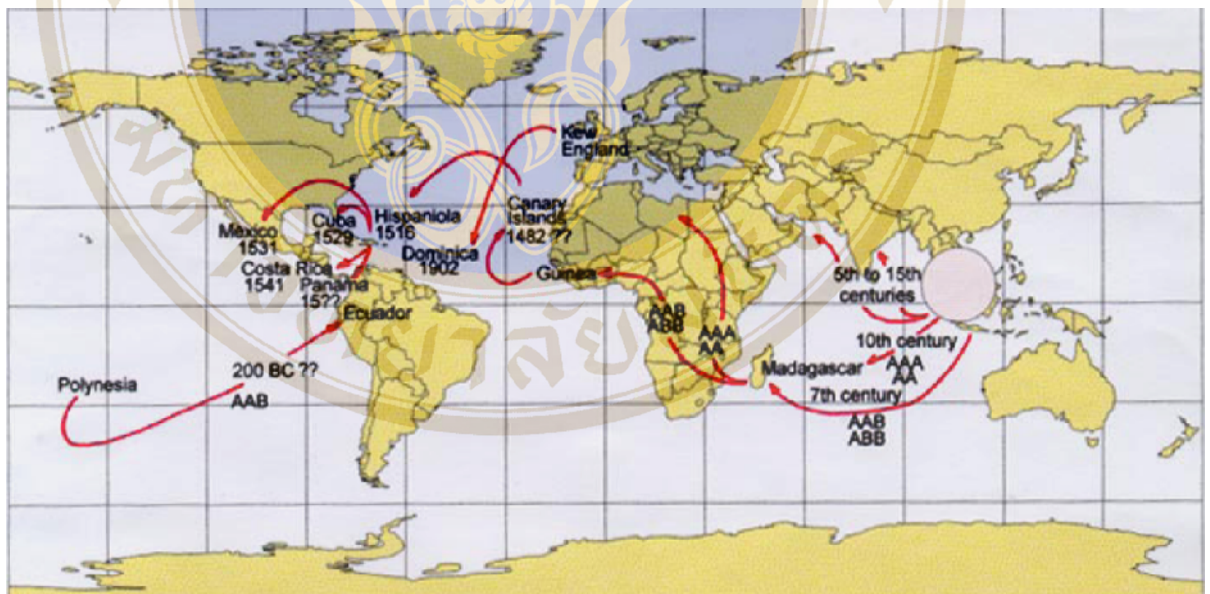 Kew
England
Canary
Islands
1482 ??
Hispaniola
1516
Cuba
1529
Mexico
1531
Dominica
1902
Costa Rica
1541
Panama
15??
Guinea
Ecuador
5th to 15th
centuries
AAB
ABB
AAA
AA
10th century
AAA
AA
Madagascar
7th century
AAB
ABB
200 BC ??
AAB
Polynesia